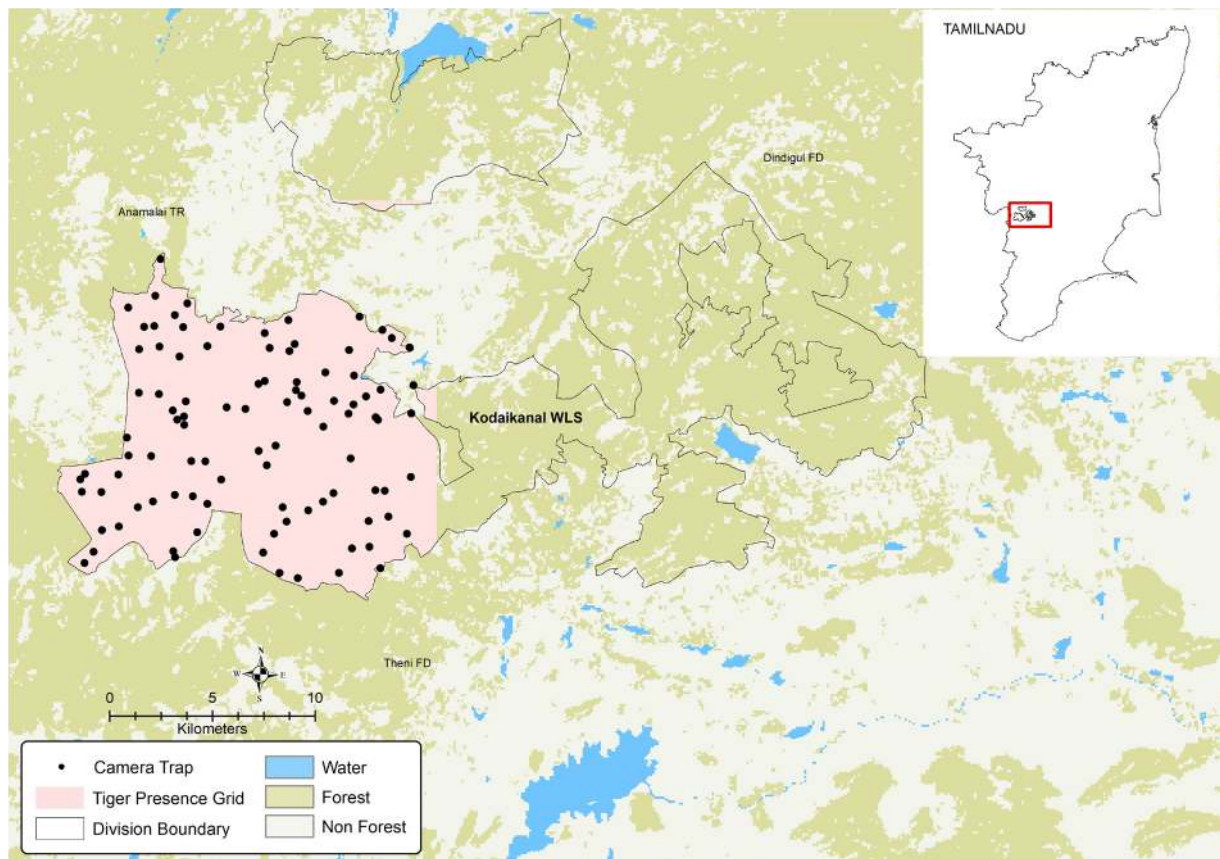 TAMILNADU
Dindigul FD
Anamalai TR
Kodaikanal WLS
Theni FD
N
W E
S
0 5 10
Kilometers
Camera Trap
Tiger Presence Grid
Division Boundary
Water
Forest
Non Forest